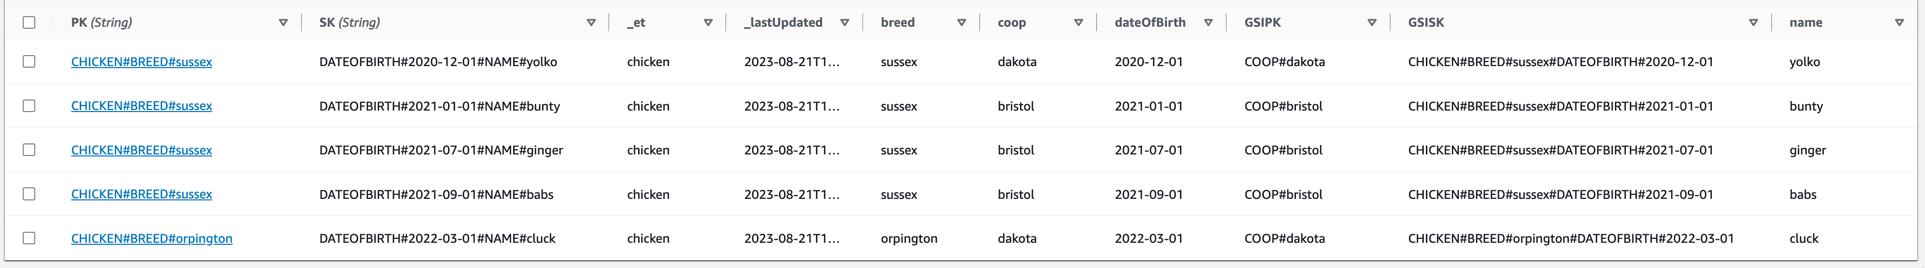 PK (String) SK (String) _et _lastUpdated breed coop dateOfBirth GSIPK GSISK name
CHICKEN#BREED#sussex DATEOFBIRTH#2020-12-01#NAME#yolko chicken 2023-08-21T1... sussex dakota 2020-12-01 COOP#dakota CHICKEN#BREED#sussex#DATEOFBIRTH#2020-12-01 yolko
CHICKEN#BREED#sussex DATEOFBIRTH#2021-01-01#NAME#bunty chicken 2023-08-21T1... sussex bristol 2021-01-01 COOP#bristol CHICKEN#BREED#sussex#DATEOFBIRTH#2021-01-01 bunty
CHICKEN#BREED#sussex DATEOFBIRTH#2021-07-01#NAME#ginger chicken 2023-08-21T1... sussex bristol 2021-07-01 COOP#bristol CHICKEN#BREED#sussex#DATEOFBIRTH#2021-07-01 ginger
CHICKEN#BREED#sussex DATEOFBIRTH#2021-09-01#NAME#babs chicken 2023-08-21T1... sussex bristol 2021-09-01 COOP#bristol CHICKEN#BREED#sussex#DATEOFBIRTH#2021-09-01 babs
CHICKEN#BREED#orpington DATEOFBIRTH#2022-03-01#NAME#cluck chicken 2023-08-21T1... orpington dakota 2022-03-01 COOP#dakota CHICKEN#BREED#orpington#DATEOFBIRTH#2022-03-01 cluck